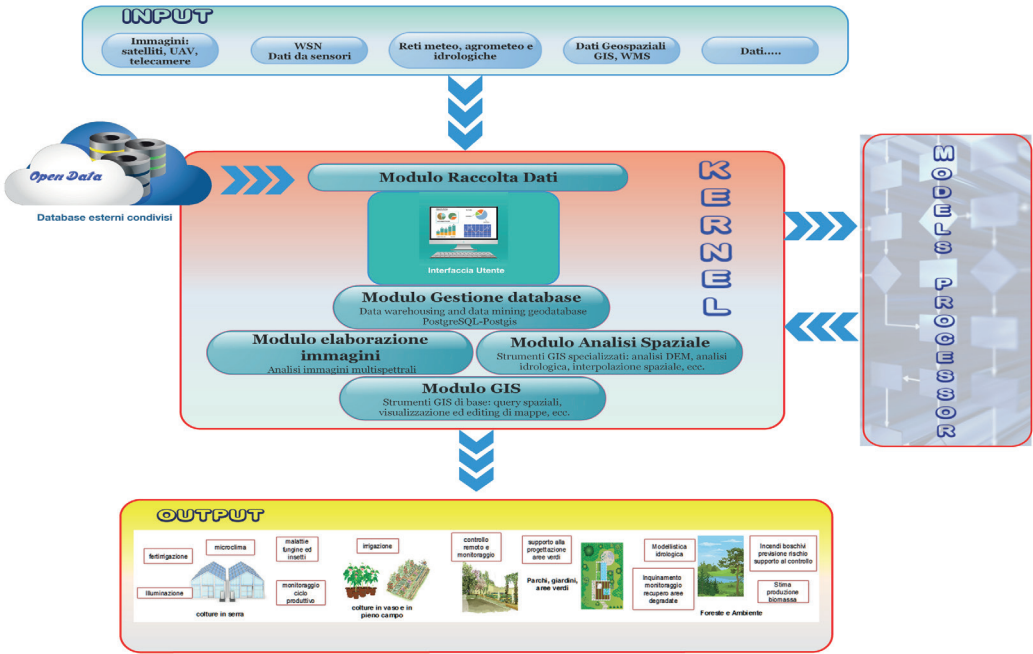 INPUT
Immagini:
satelliti, UAV,
telecamere
WSN
Dati da sensori
Reti meteo, agrometeo e
idrologiche
Dati Geospaziali
GIS, WMS
Dati.....
Open Data
Database esterni condivisi
KERNEL
Modulo Raccolta Dati
Interfaccia Utente
Modulo Gestione database
Data warehousing and data mining geodatabase
PostgreSQL-Postgis
Modulo elaborazione
immagini
Analisi immagini multispettrali
Modulo Analisi Spaziale
Strumenti GIS specializzati: analisi DEM, analisi
idrologica, interpolazione spaziale, ecc.
Modulo GIS
Strumenti GIS di base: query spaziali,
visualizzazione ed editing di mappe, ecc.
MODELS PROCESSOR
OUTPUT
fertirrigazione
microclima
malattie
fungine ed
insetti
Illuminazione
monitoraggio
ciclo
produttivo
colture in serra
irrigazione
colture in vaso e in
pieno campo
controllo
remoto e
monitoraggio
supporto alla
progettazione
aree verdi
Parchi, giardini,
aree verdi
Modellistica
idrologica
Inquinamento
monitoraggio
recupero aree
degradate
Incendi boschivi
previsione rischio
supporto al controllo
Stima
produzione
biomassa
Foreste e Ambiente